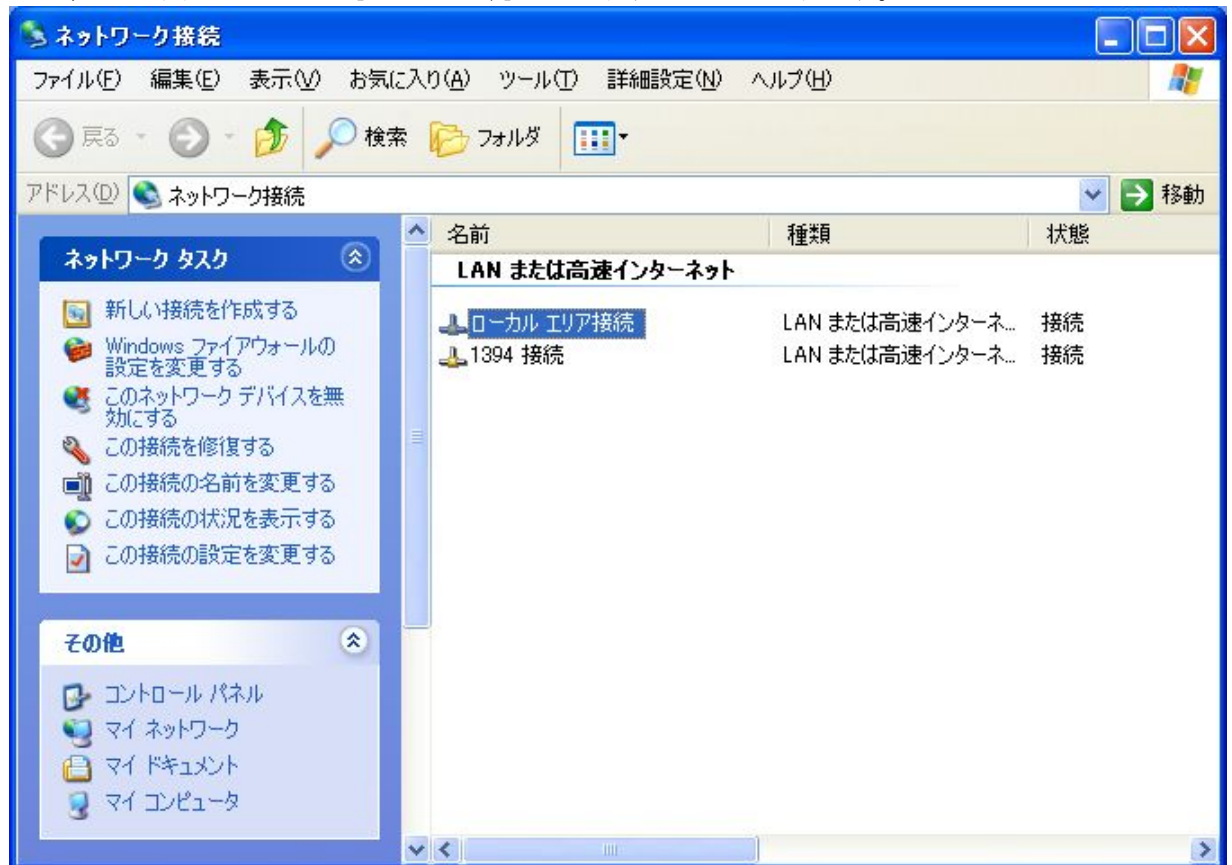 ネットワーク接続
ファイル(F) 編集(E) 表示(V) お気に入り(A) ツール(T) 詳細設定(N) ヘルプ(H)
戻る 検索 フォルダ
アドレス(D) ネットワーク接続 移動
ネットワーク タスク
新しい接続を作成する
Windows ファイアウォールの
設定を変更する
このネットワーク デバイスを無
効にする
この接続を修復する
この接続の名前を変更する
この接続の状況を表示する
この接続の設定を変更する
その他
コントロール パネル
マイ ネットワーク
マイ ドキュメント
マイ コンピュータ
名前 種類 状態
LAN または高速インターネット
ローカル エリア接続 LAN または高速インターネ... 接続
1394 接続 LAN または高速インターネ... 接続